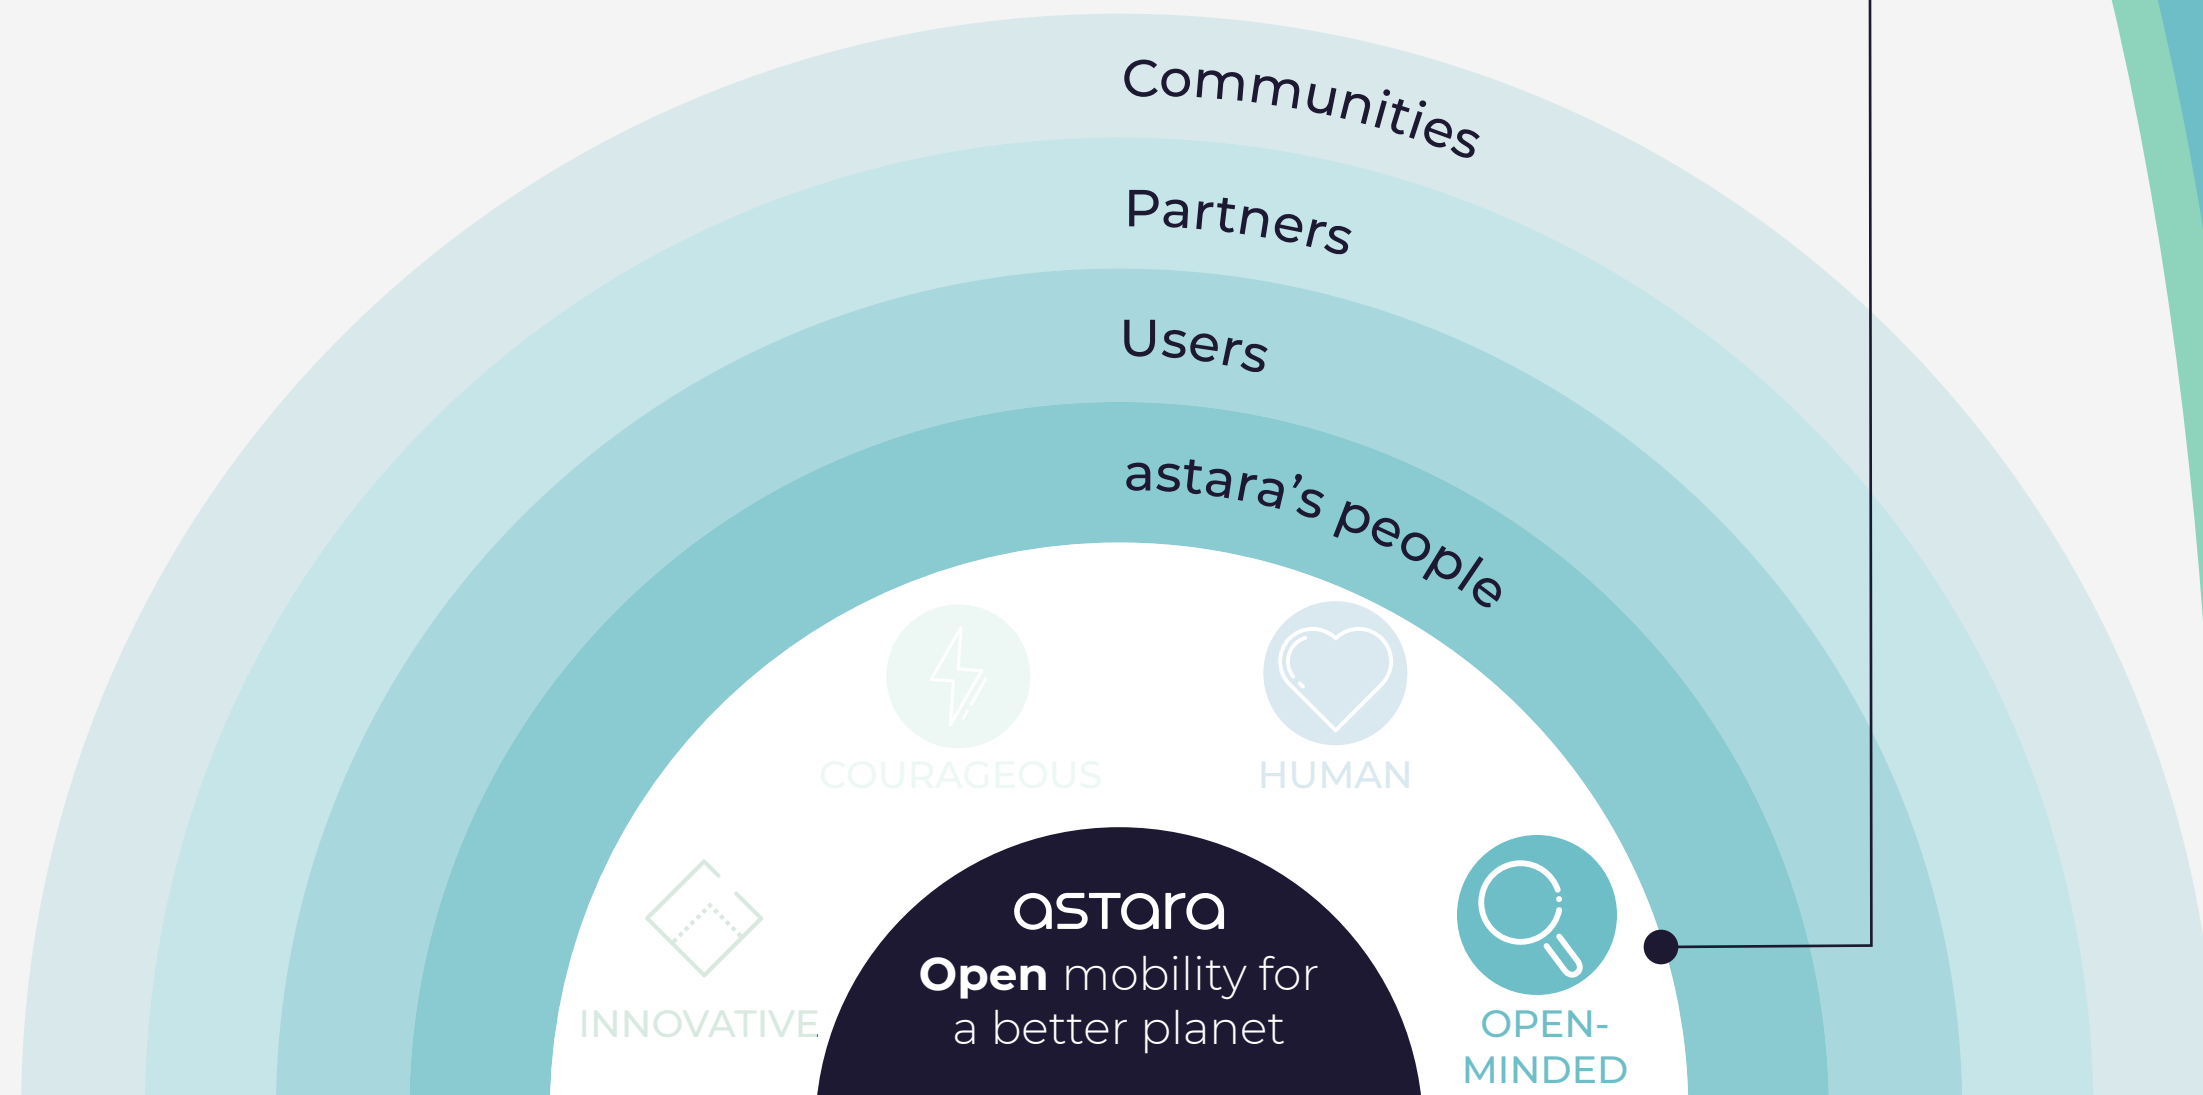 Communities
Partners
Users
astara’s people
COURAGEOUS
HUMAN
astara
Open mobility for
a better planet
INNOVATIVE
OPEN-
MINDED